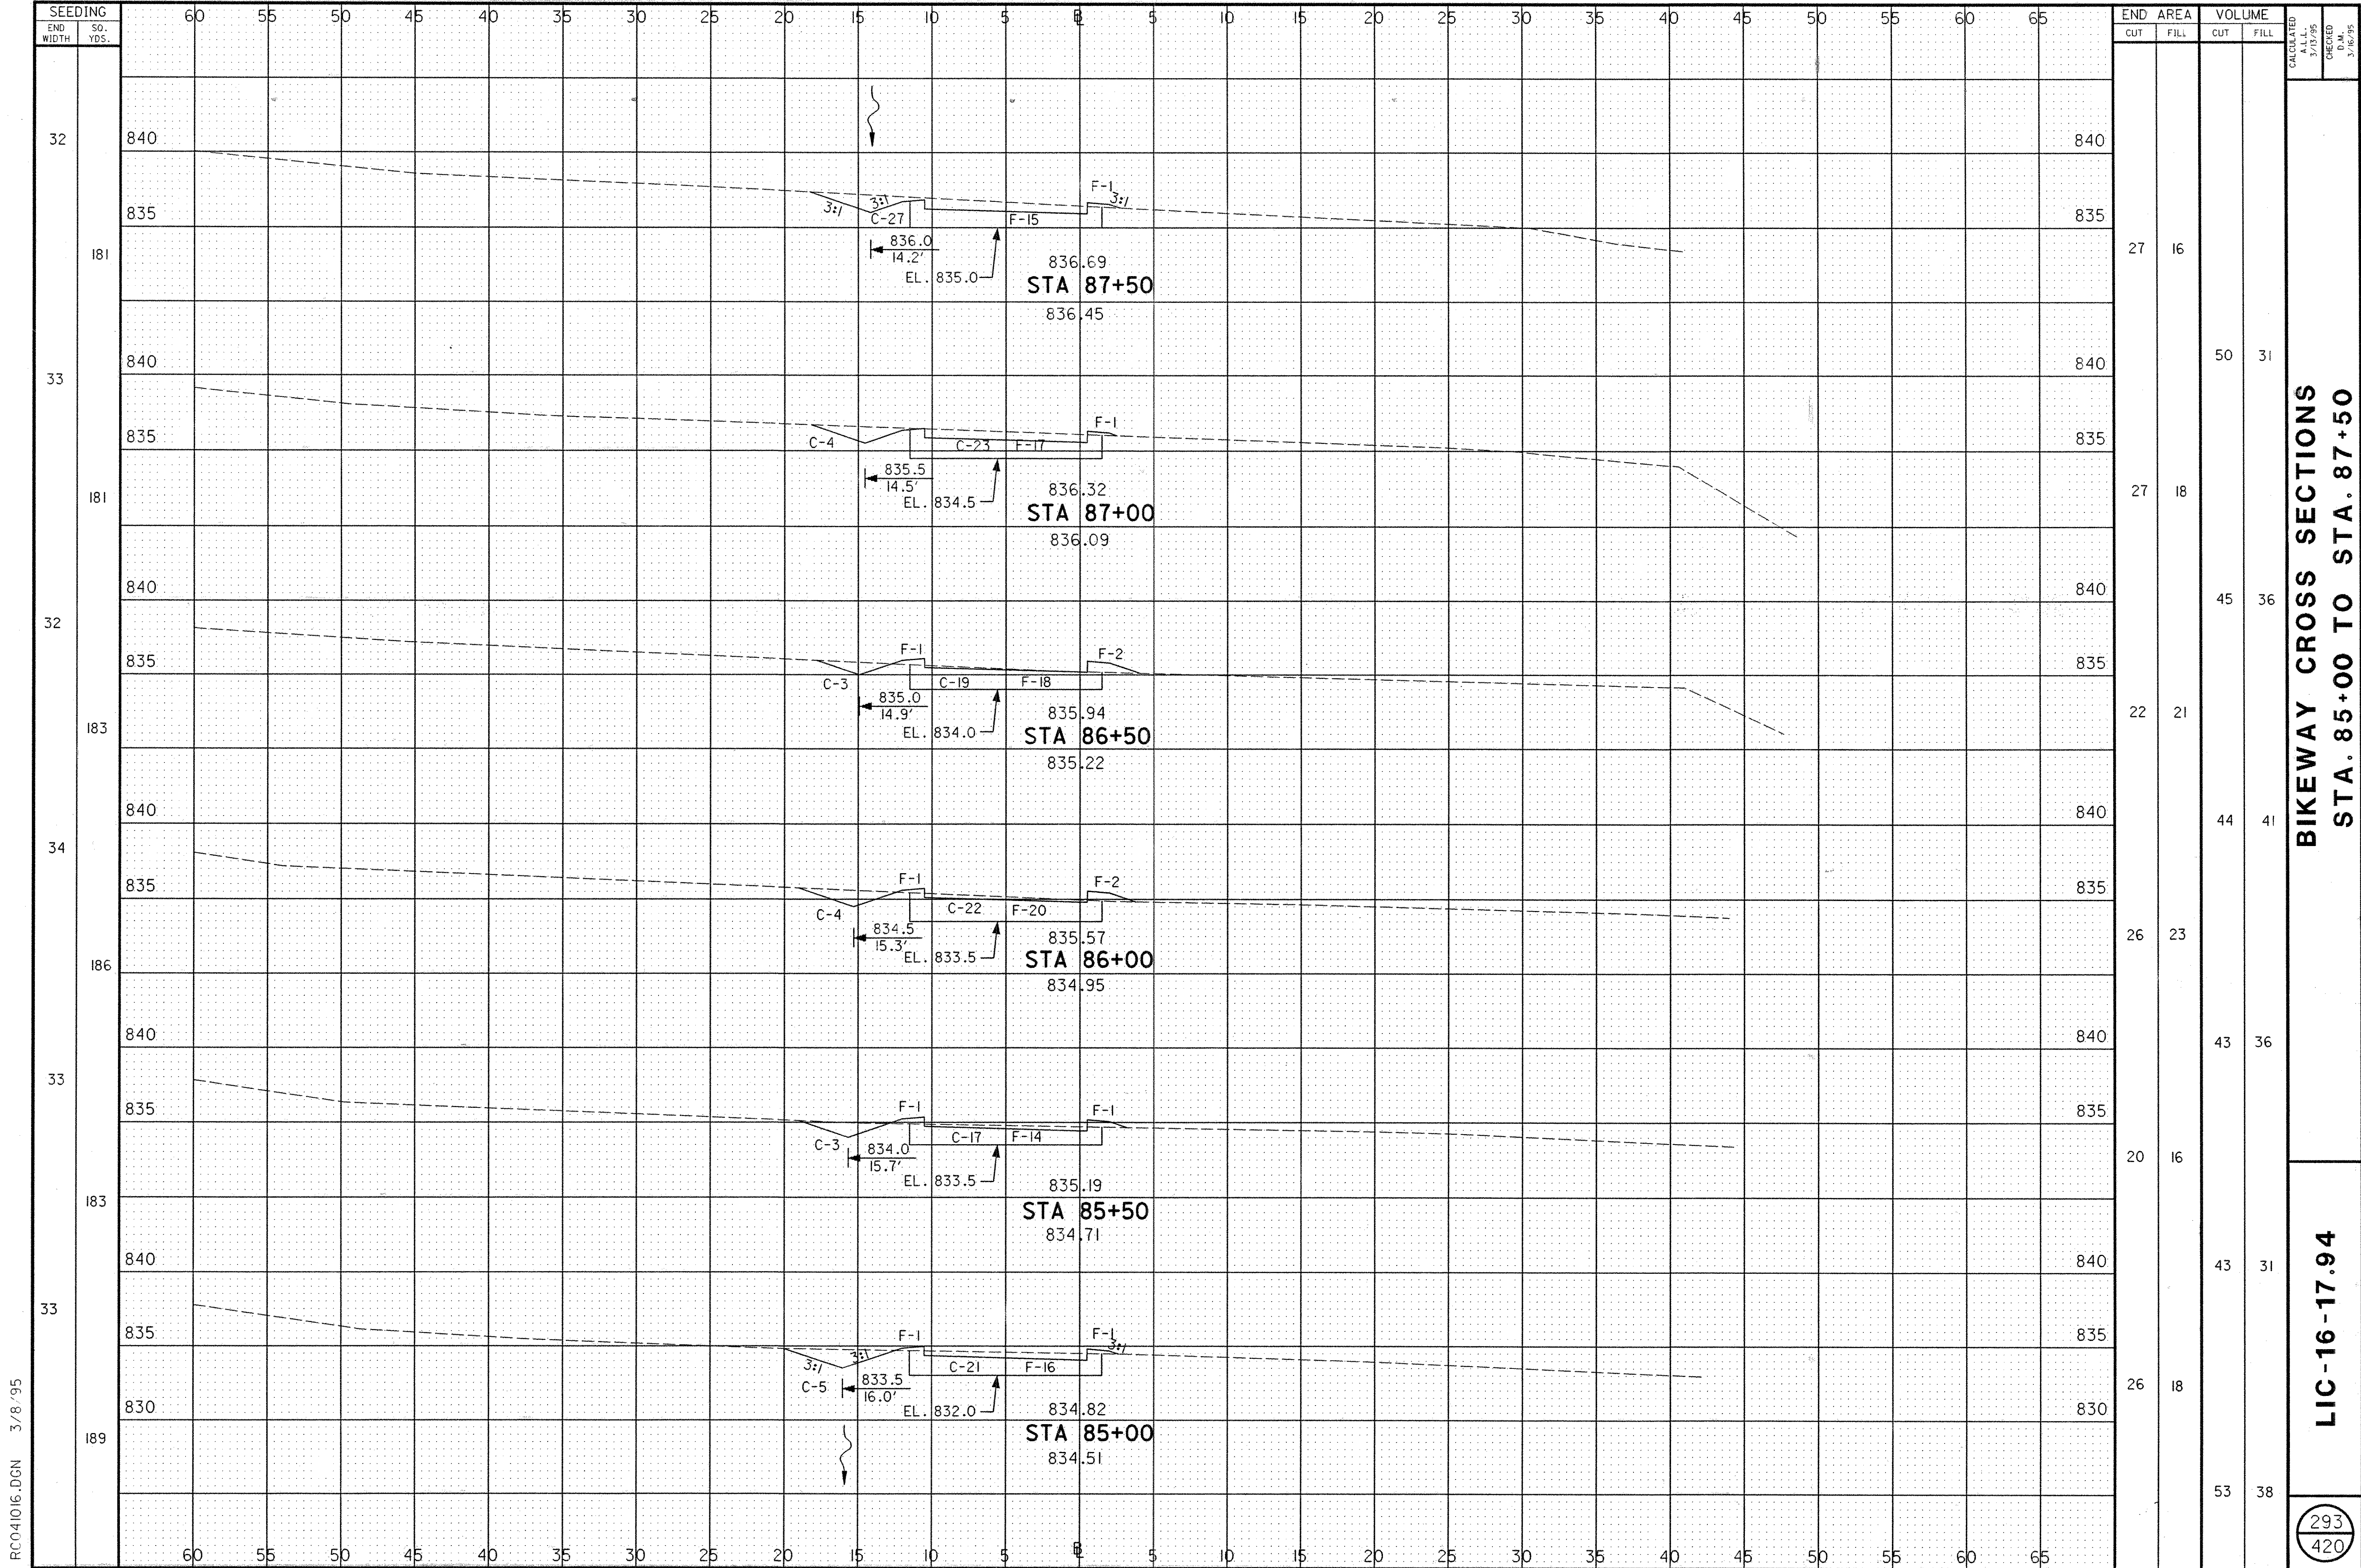 SEEDING
END WIDTH
SQ. YDS.
60 55 50 45 40 35 30 25 20 15 10 5 B 5 10 15 20 25 30 35 40 45 50 55 60 65
END AREA
CUT FILL
VOLUME
CUT FILL
CALCULATED
A.L.L.
3/13/95
CHECKED
D.M.
3/16/95
32
840 840
F-1
3:1
3:1 3:1
835 C-27 F-15 835
836.0
14.2'
181
EL. 835.0
836.69
STA 87+50
836.45
27 16
50 31
840 840
33
F-1
835 C-4 C-23 F-17 835
835.5
14.5'
181
EL. 834.5
836.32
STA 87+00
836.09
27 18
45 36
840 840
32
F-1 F-2
835 835
C-3 C-19 F-18
835.0
14.9'
183
EL. 834.0
835.94
STA 86+50
835.22
22 21
44 41
840 840
34
F-1 F-2
835 835
C-4 C-22 F-20
834.5
15.3'
186
EL. 833.5
835.57
STA 86+00
834.95
26 23
43 36
840 840
33
F-1 F-1
835 835
C-3 C-17 F-14
834.0
15.7'
183
EL. 833.5
835.19
STA 85+50
834.71
20 16
43 31
840 840
33
F-1 F-1
835 835
3:1 3:1 3:1
C-5 C-21 F-16
833.5
16.0'
830 830
189
EL. 832.0
834.82
STA 85+00
834.51
26 18
53 38
60 55 50 45 40 35 30 25 20 15 10 5 B 5 10 15 20 25 30 35 40 45 50 55 60 65
BIKEWAY CROSS SECTIONS
STA. 85+00 TO STA. 87+50
LIC-16-17.94
293
420
RCO41016.DGN 3/8/95